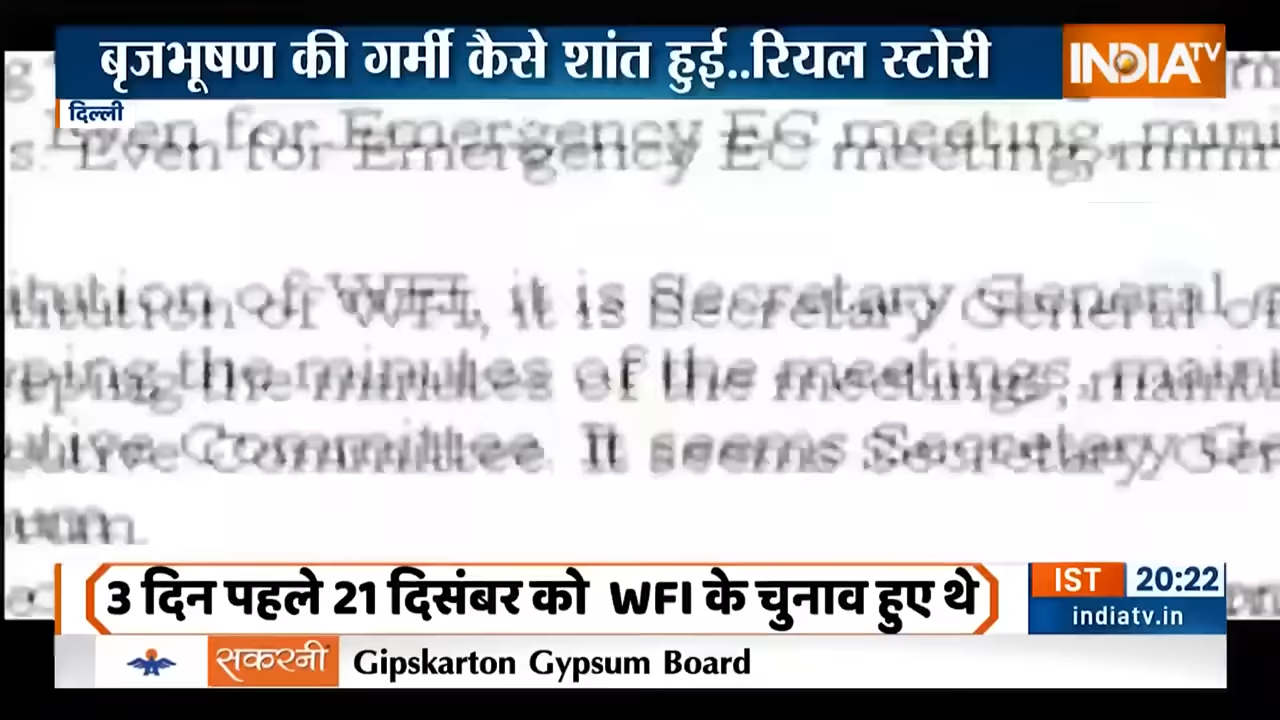 बृजभूषण की गर्मी कैसे शांत हुई..रियल स्टोरी
INDIA TV
दिल्ली
s. Even for Emergency EC meeting,
of WFI, it is Secretary General
the minutes of the meetings,
Committee. It seems Secretary
3 दिन पहले 21 दिसंबर को WFI के चुनाव हुए थे
IST 20:22
indiatv.in
सकरनी Gipskarton Gypsum Board